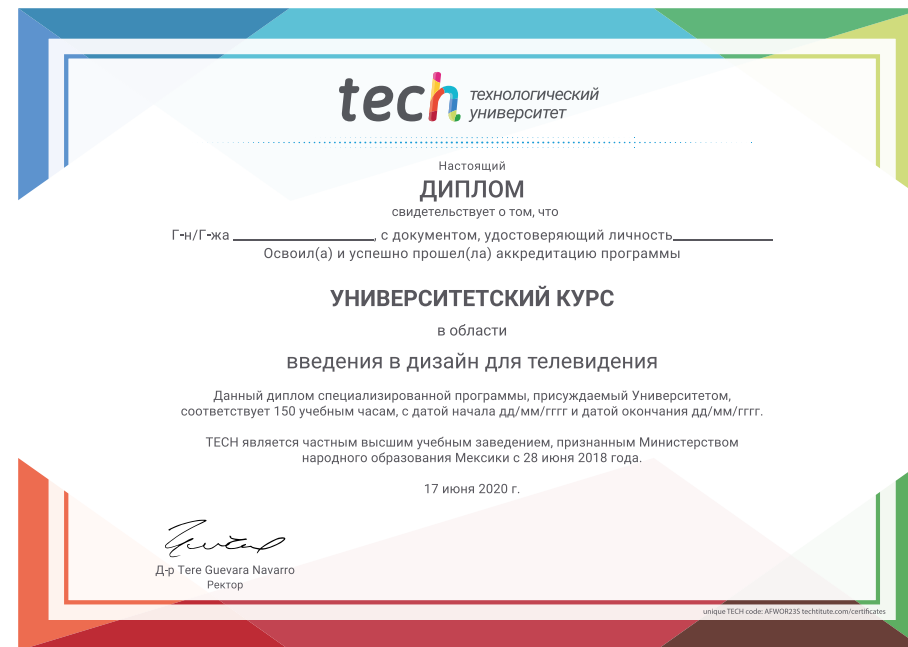 tech технологический
университет
Настоящий
ДИПЛОМ
свидетельствует о том, что
Г-н/Г-жа ____________, с документом, удостоверяющий личность____________
Освоил(а) и успешно прошел(ла) аккредитацию программы
УНИВЕРСИТЕТСКИЙ КУРС
в области
введения в дизайн для телевидения
Данный диплом специализированной программы, присуждаемый Университетом,
соответствует 150 учебным часам, с датой начала дд/мм/гггг и датой окончания дд/мм/гггг.
TECH является частным высшим учебным заведением, признанным Министерством
народного образования Мексики с 28 июня 2018 года.
17 июня 2020 г.
Д-р Tere Guevara Navarro
Ректор
unique TECH code: AFWOR23S techtitute.com/certificates